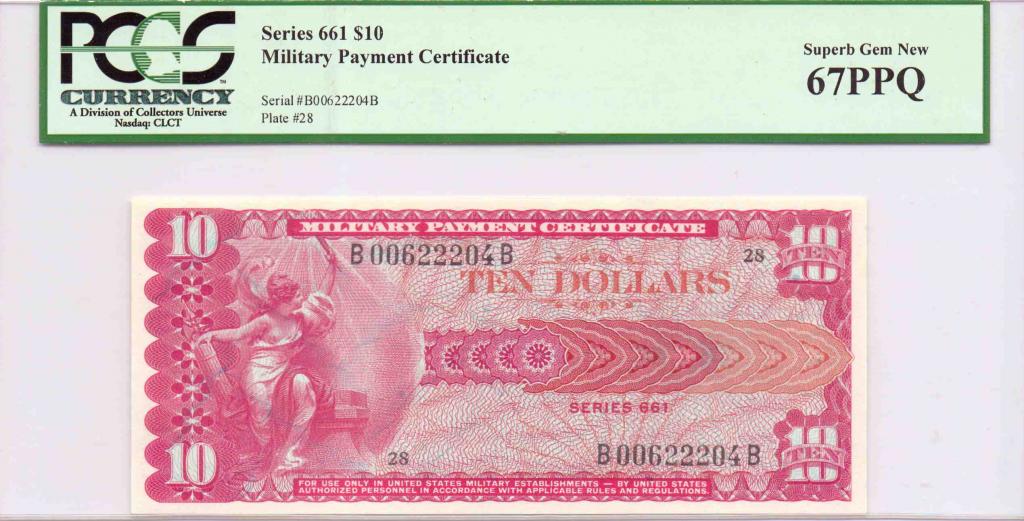 PCGS
CURRENCY
A Division of Collectors Universe
Nasdaq: CLCT
Series 661 $10
Military Payment Certificate
Serial #B00622204B
Plate #28
Superb Gem New
67PPQ
10
MILITARY PAYMENT CERTIFICATE
10
TEN
B00622204B
28
TEN DOLLARS
SERIES 661
10
28
B00622204B
10
TEN
FOR USE ONLY IN UNITED STATES MILITARY ESTABLISHMENTS — BY UNITED STATES
AUTHORIZED PERSONNEL IN ACCORDANCE WITH APPLICABLE RULES AND REGULATIONS.